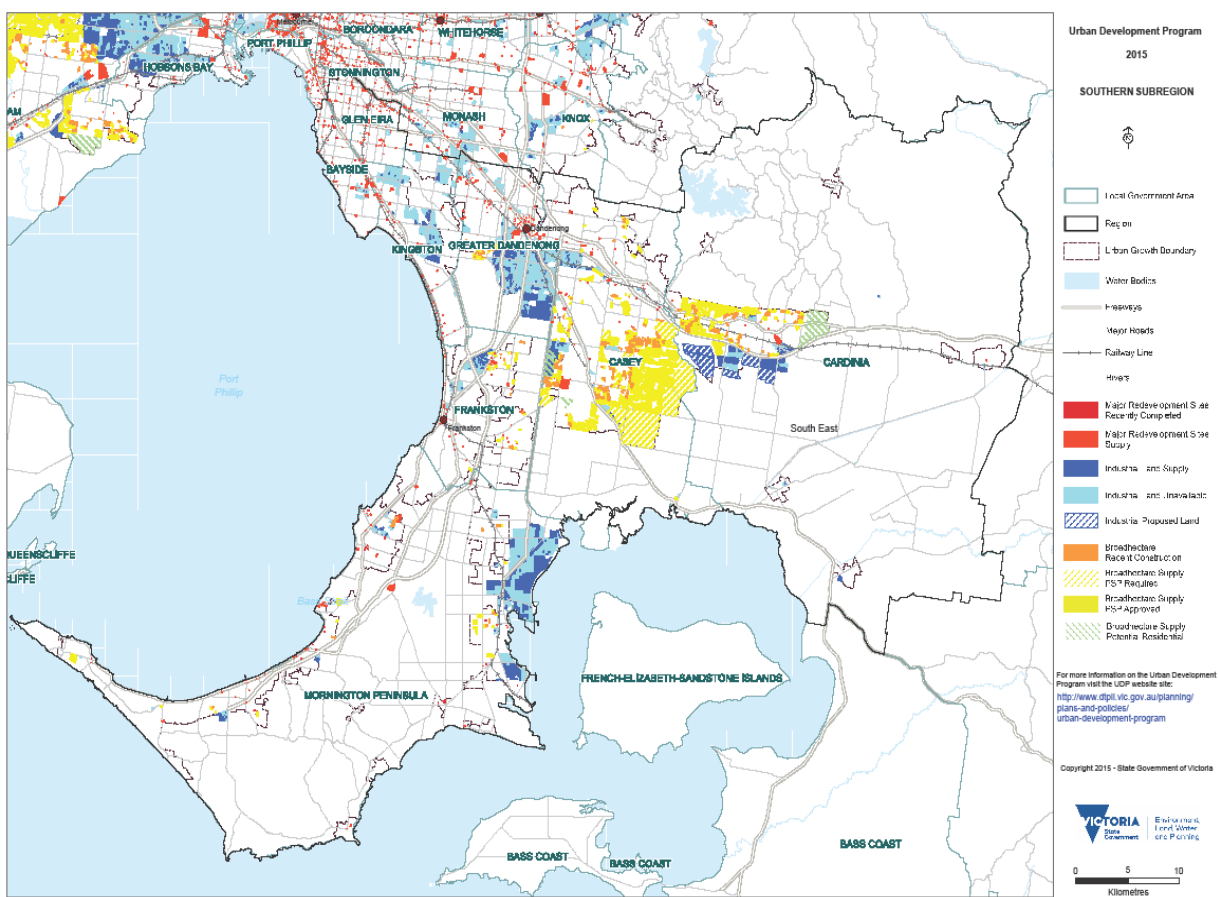 Urban Development Program
2015
SOUTHERN SUBREGION
Local Government Area
Region
Urban Growth Boundary
Water Bodies
Freeways
Major Roads
Railway Line
Rivers
Major Redevelopment Sites
Recently Completed
Major Redevelopment Sites
Supply
Industrial Land Supply
Industrial Land Unavailable
Industrial Proposed Land
Broadhectare
Recent Construction
Broadhectare Supply
PSP Required
Broadhectare Supply
PSP Approved
Broadhectare Supply
Potential Residential
For more information on the Urban Development
Program visit the UDP website site:
http://www.dtpli.vic.gov.au/planning/
plans-and-policies/
urban-development-program
Copyright 2015 - State Government of Victoria
VICTORIA
State
Government
Environment,
Land, Water
and Planning
0 5 10
Kilometres
BOROONDARA
WHITEHORSE
Melbourne
PORT PHILLIP
HOBSONS BAY
STONNINGTON
AM
GLEN EIRA
MONASH
KNOX
BAYSIDE
Dandenong
KINGSTON
GREATER DANDENONG
CASEY
CARDINIA
Port
Phillip
FRANKSTON
Frankston
South East
QUEENSCLIFFE
CLIFFE
MORNINGTON PENINSULA
FRENCH-ELIZABETH-SANDSTONE ISLANDS
BASS COAST
BASS COAST
BASS COAST